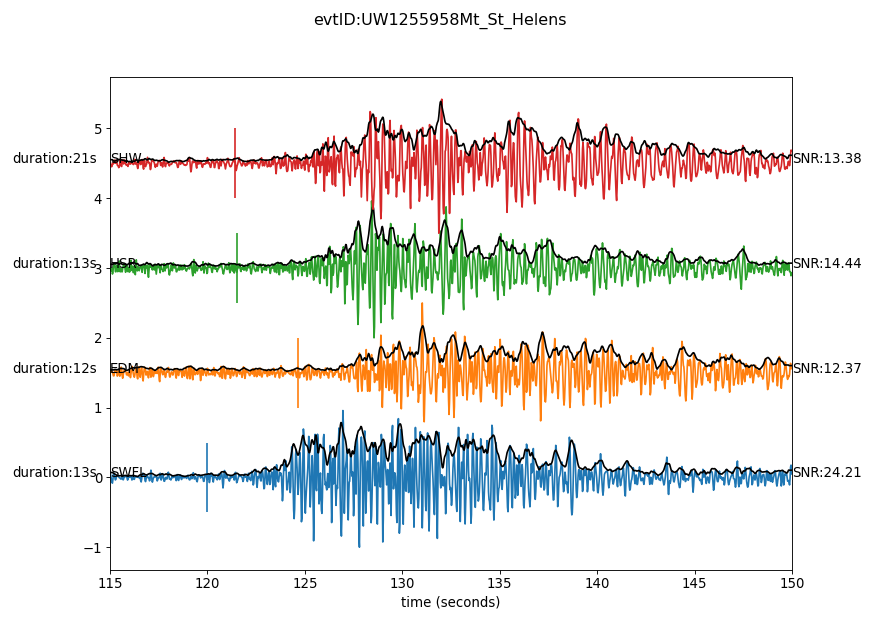 evtID:UW1255958Mt_St_Helens
5
duration:21s SHW SNR:13.38
4
duration:13s HSR 3 SNR:14.44
2
duration:12s EDM SNR:12.37
1
duration:13s SWFL 0 SNR:24.21
−1
115 120 125 130 135 140 145 150
time (seconds)